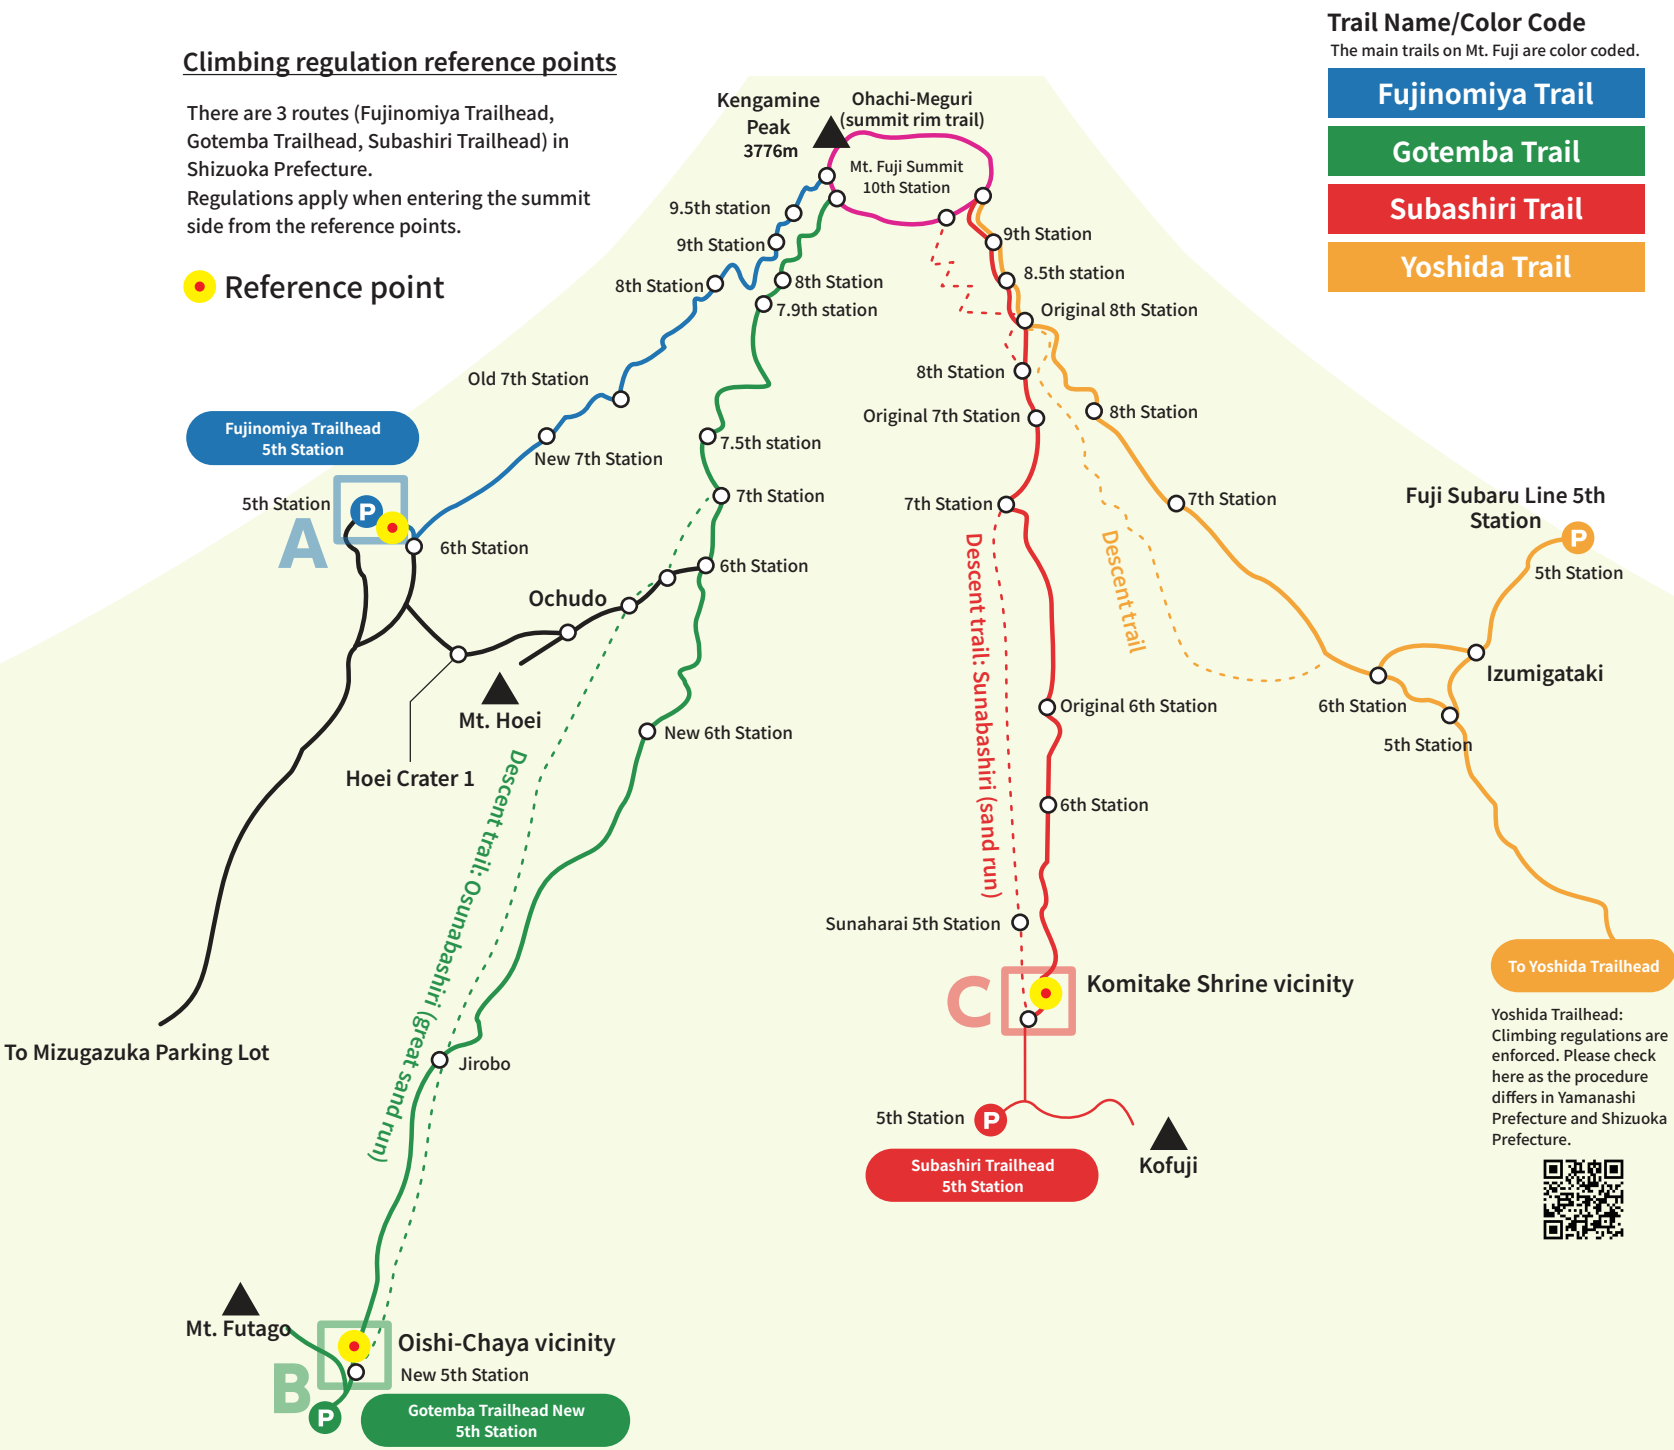 Climbing regulation reference points
There are 3 routes (Fujinomiya Trailhead,
Gotemba Trailhead, Subashiri Trailhead) in
Shizuoka Prefecture.
Regulations apply when entering the summit
side from the reference points.
Reference point
Trail Name/Color Code
The main trails on Mt. Fuji are color coded.
Fujinomiya Trail
Gotemba Trail
Subashiri Trail
Yoshida Trail
Kengamine
Peak
3776m
Ohachi-Meguri
(summit rim trail)
Mt. Fuji Summit
10th Station
9.5th station
9th Station
8th Station
Old 7th Station
New 7th Station
Fujinomiya Trailhead
5th Station
5th Station
P
A
6th Station
8th Station
7.9th station
7.5th station
7th Station
6th Station
Ochudo
Mt. Hoei
Hoei Crater 1
New 6th Station
Descent trail: Osunabashiri (great sand run)
To Mizugazuka Parking Lot
Jirobo
Mt. Futago
Oishi-Chaya vicinity
New 5th Station
B
P
Gotemba Trailhead New
5th Station
9th Station
8.5th station
Original 8th Station
8th Station
Original 7th Station
7th Station
Descent trail: Sunabashiri (sand run)
Original 6th Station
6th Station
Sunaharai 5th Station
C
Komitake Shrine vicinity
5th Station
P
Subashiri Trailhead
5th Station
Kofuji
8th Station
7th Station
Descent trail
Fuji Subaru Line 5th
Station
P
5th Station
Izumigataki
6th Station
5th Station
To Yoshida Trailhead
Yoshida Trailhead:
Climbing regulations are
enforced. Please check
here as the procedure
differs in Yamanashi
Prefecture and Shizuoka
Prefecture.